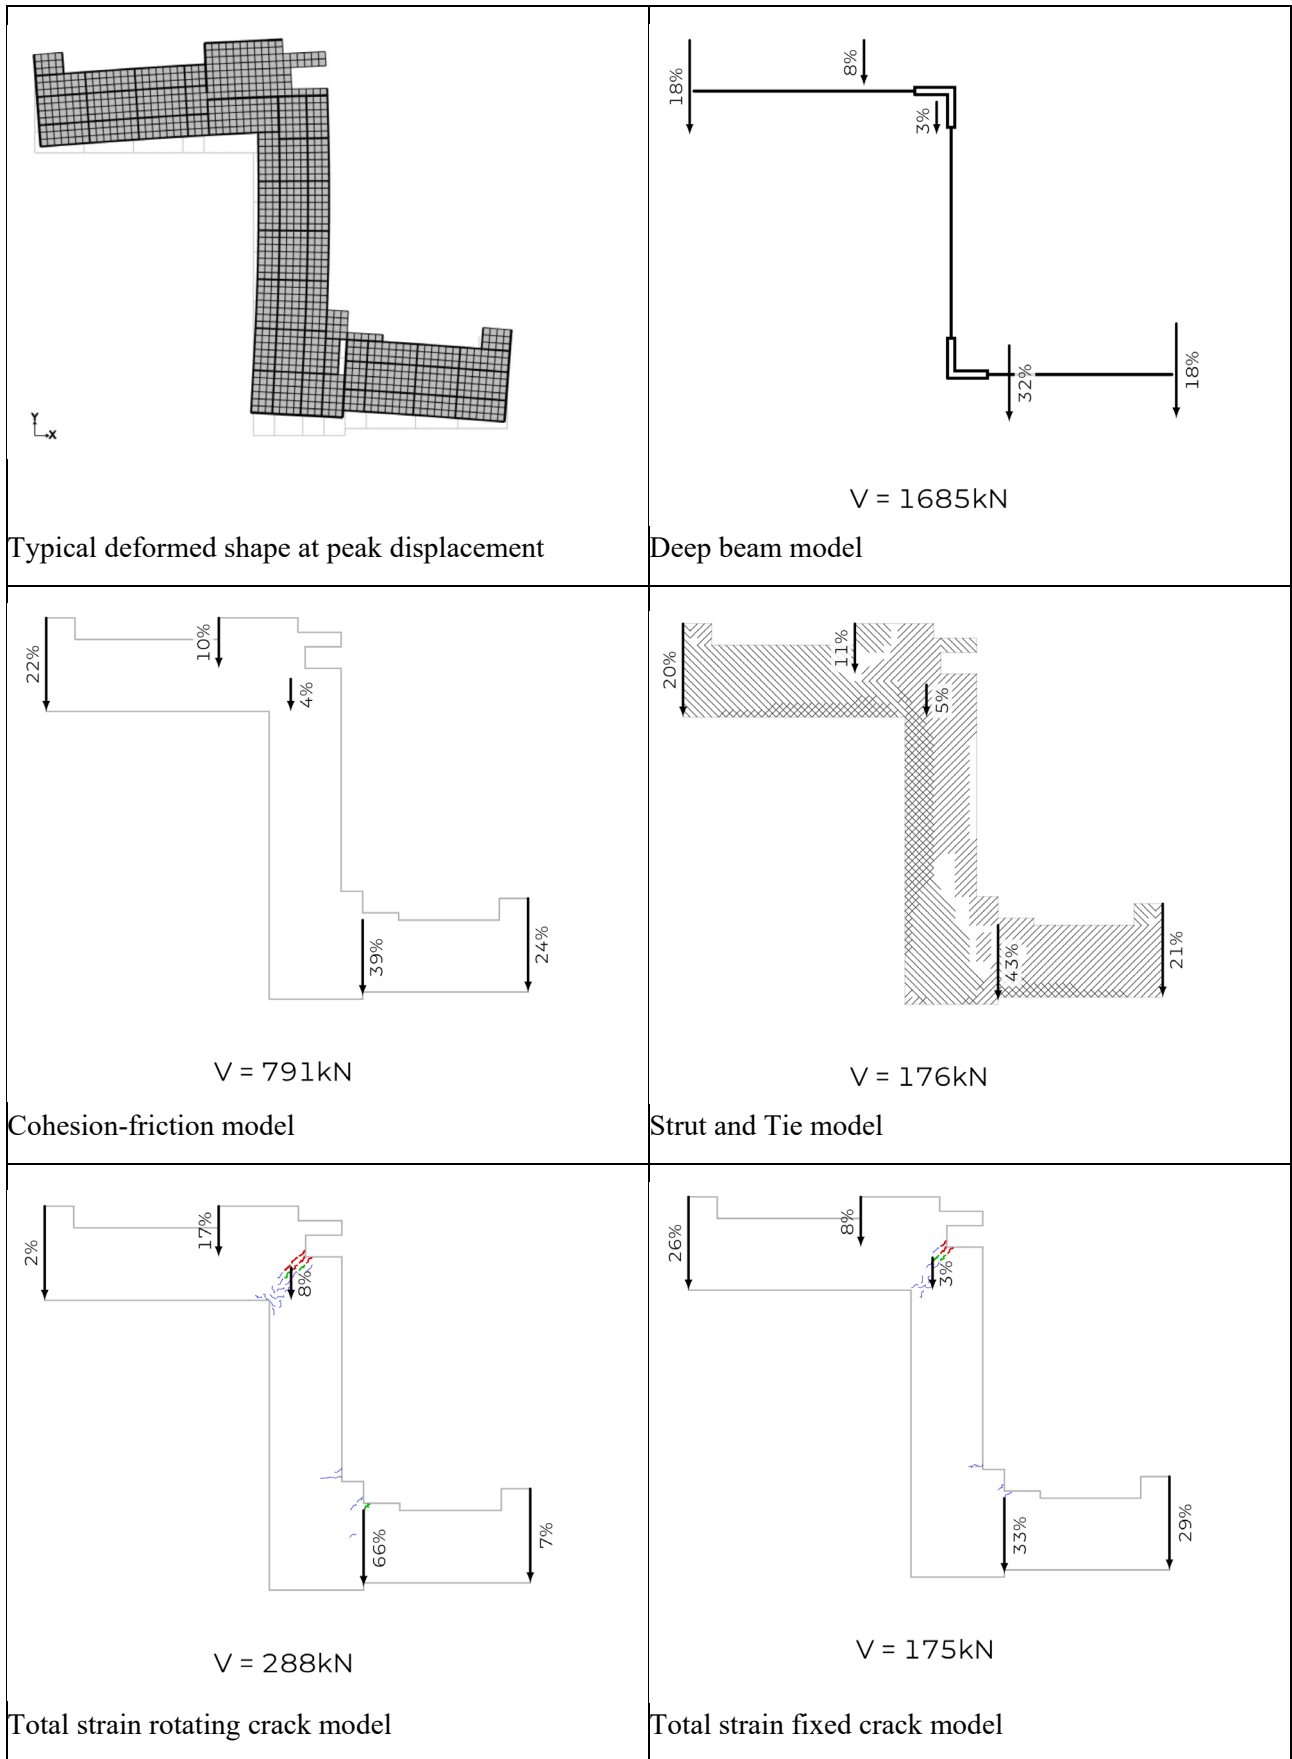 Y
X
Typical deformed shape at peak displacement
18%
8%
3%
32%
18%
V = 1685kN
Deep beam model
22%
10%
4%
39%
24%
V = 791kN
Cohesion-friction model
20%
11%
5%
43%
21%
V = 176kN
Strut and Tie model
2%
17%
8%
66%
7%
V = 288kN
Total strain rotating crack model
26%
8%
3%
33%
29%
V = 175kN
Total strain fixed crack model